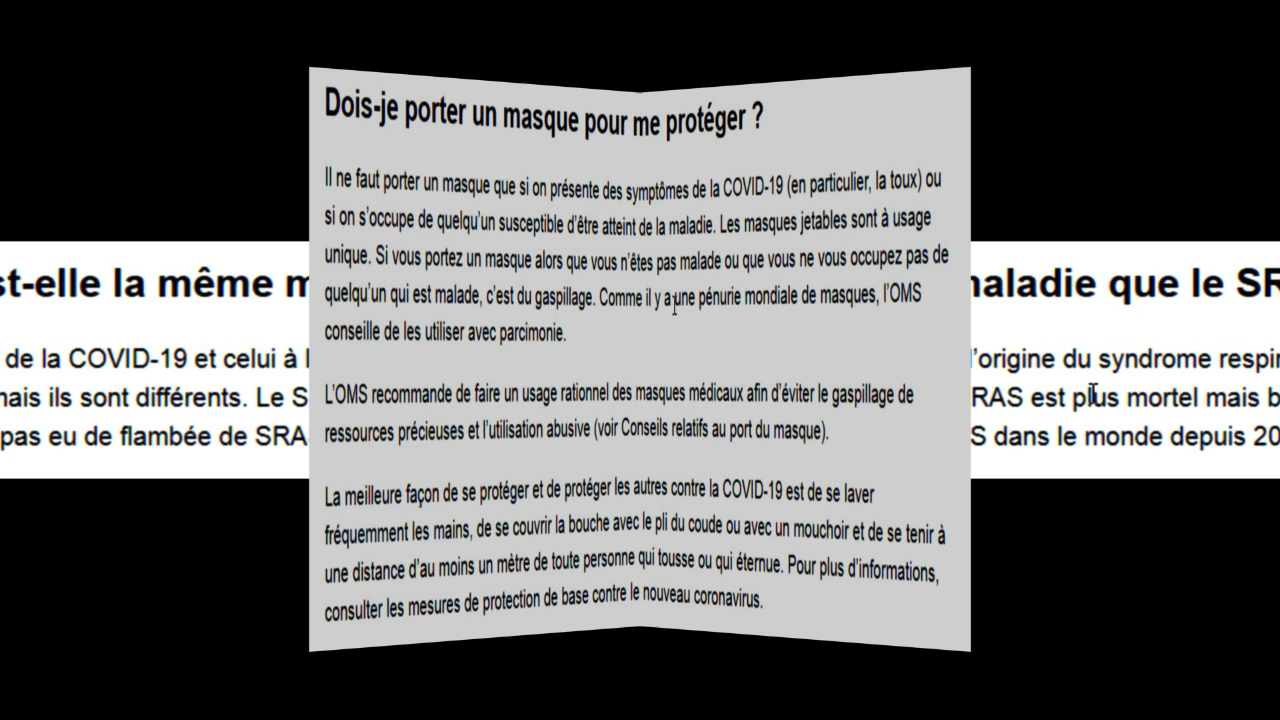 Dois-je porter un masque pour me protéger ?
Il ne faut porter un masque que si on présente des symptômes de la COVID-19 (en particulier, la toux) ou
si on s’occupe de quelqu’un susceptible d’être atteint de la maladie. Les masques jetables sont à usage
unique. Si vous portez un masque alors que vous n’êtes pas malade ou que vous ne vous occupez pas de
quelqu’un qui est malade, c’est du gaspillage. Comme il y a une pénurie mondiale de masques, l’OMS
conseille de les utiliser avec parcimonie.
L’OMS recommande de faire un usage rationnel des masques médicaux afin d’éviter le gaspillage de
ressources précieuses et l’utilisation abusive (voir Conseils relatifs au port du masque).
La meilleure façon de se protéger et de protéger les autres contre la COVID-19 est de se laver
fréquemment les mains, de se couvrir la bouche avec le pli du coude ou avec un mouchoir et de se tenir à
une distance d’au moins un mètre de toute personne qui tousse ou qui éternue. Pour plus d’informations,
consulter les mesures de protection de base contre le nouveau coronavirus.
st-elle la même m
de la COVID-19 et celui à l
mais ils sont différents. Le S
pas eu de flambée de SRA
maladie que le SR
l’origine du syndrome respir
RAS est plus mortel mais b
S dans le monde depuis 20